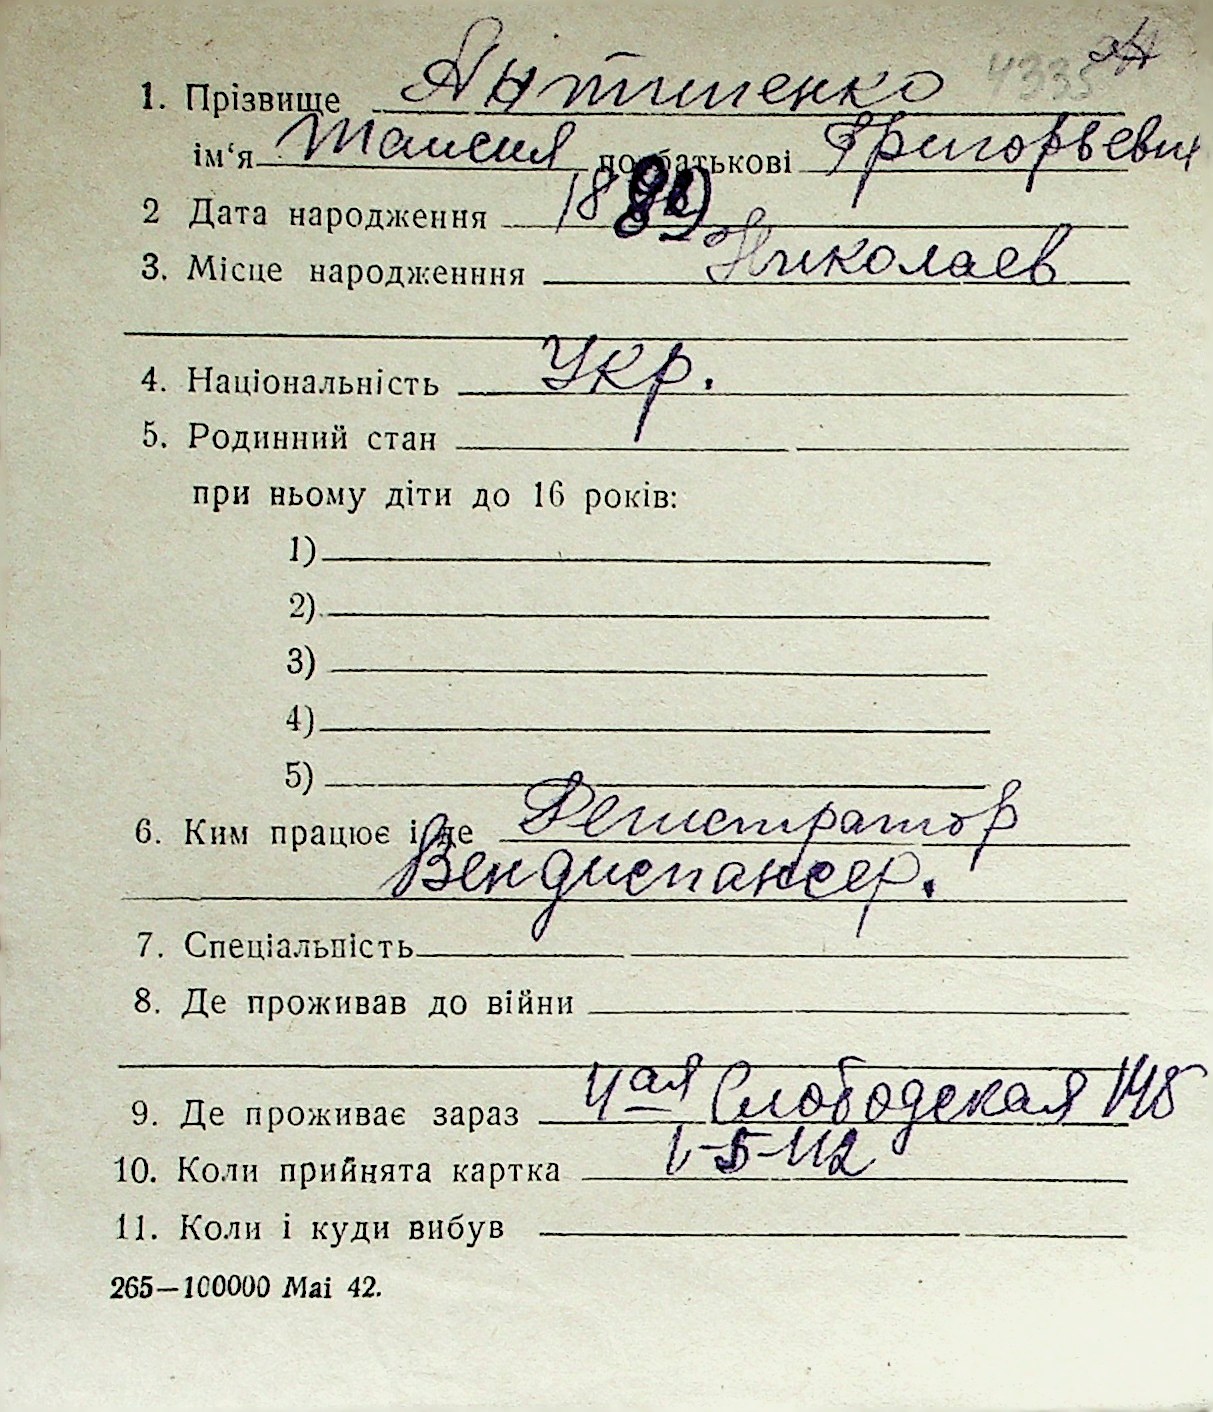 4335
1. Прізвище Антипенко
ім‘я Таисия по батькові Григорьевн
2 Дата народження 1889
3. Місце народженння Николаев
4. Національність Укр.
5. Родинний стан
при ньому діти до 16 років:
1)
2)
3)
4)
5)
6. Ким працює і де Регистратор
Вендиспансер.
7. Спеціальність
8. Де проживав до війни
9. Де проживає зараз 4ая Слободская 145
10. Коли прийнята картка 1-5-42
11. Коли і куди вибув
265—100000 Mai 42.